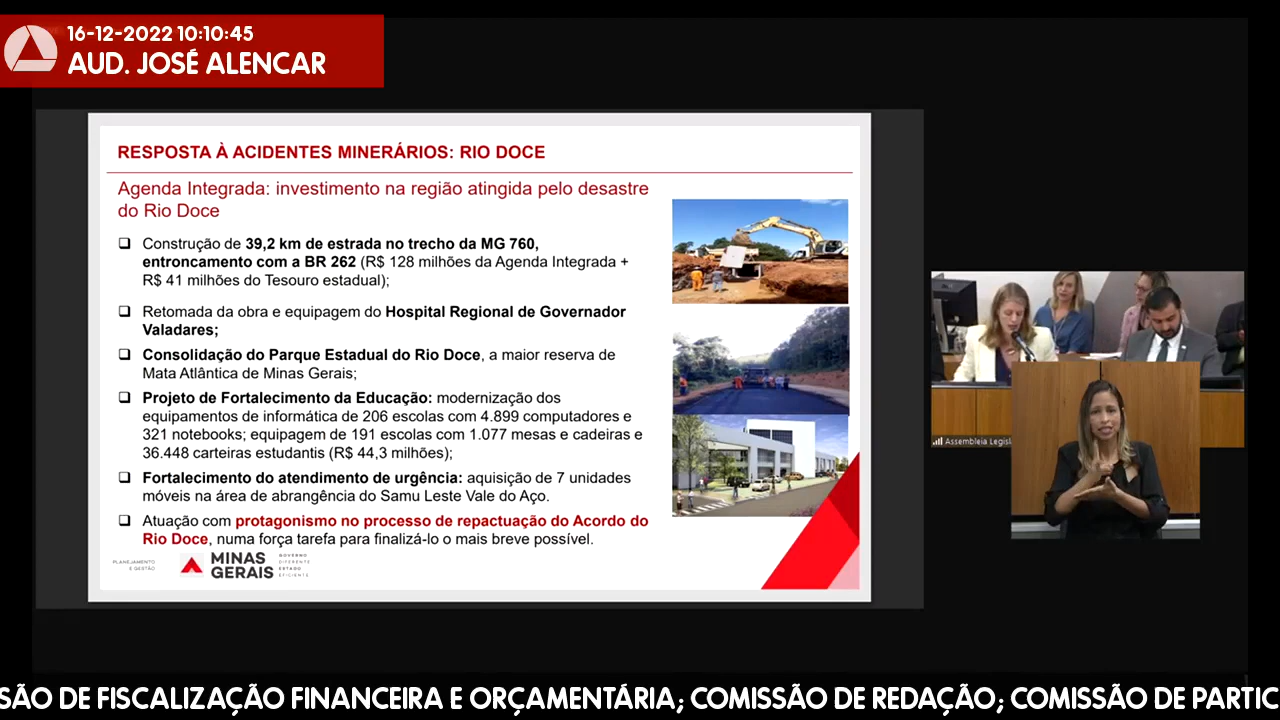 16-12-2022 10:10:45
AUD. JOSÉ ALENCAR
RESPOSTA À ACIDENTES MINERÁRIOS: RIO DOCE
Agenda Integrada: investimento na região atingida pelo desastre
do Rio Doce
❑ Construção de 39,2 km de estrada no trecho da MG 760,
entroncamento com a BR 262 (R$ 128 milhões da Agenda Integrada +
R$ 41 milhões do Tesouro estadual);
❑ Retomada da obra e equipagem do Hospital Regional de Governador
Valadares;
❑ Consolidação do Parque Estadual do Rio Doce, a maior reserva de
Mata Atlântica de Minas Gerais;
❑ Projeto de Fortalecimento da Educação: modernização dos
equipamentos de informática de 206 escolas com 4.899 computadores e
321 notebooks; equipagem de 191 escolas com 1.077 mesas e cadeiras e
36.448 carteiras estudantis (R$ 44,3 milhões);
❑ Fortalecimento do atendimento de urgência: aquisição de 7 unidades
móveis na área de abrangência do Samu Leste Vale do Aço.
❑ Atuação com protagonismo no processo de repactuação do Acordo do
Rio Doce, numa força tarefa para finalizá-lo o mais breve possível.
PLANEJAMENTO
E GESTÃO
MINAS
GERAIS
GOVERNO
DIFERENTE
ESTADO
EFICIENTE
Assembleia Legisl
SSÃO DE FISCALIZAÇÃO FINANCEIRA E ORÇAMENTÁRIA; COMISSÃO DE REDAÇÃO; COMISSÃO DE PARTIC